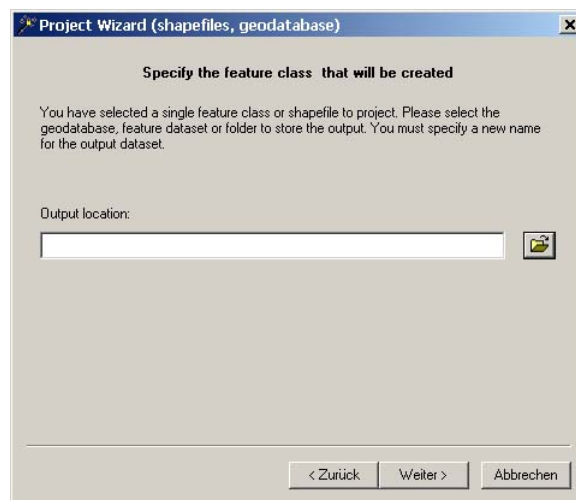 Project Wizard (shapefiles, geodatabase)
Specify the feature class that will be created
You have selected a single feature class or shapefile to project. Please select the
geodatabase, feature dataset or folder to store the output. You must specify a new name
for the output dataset.
Output location:
< Zurück
Weiter >
Abbrechen